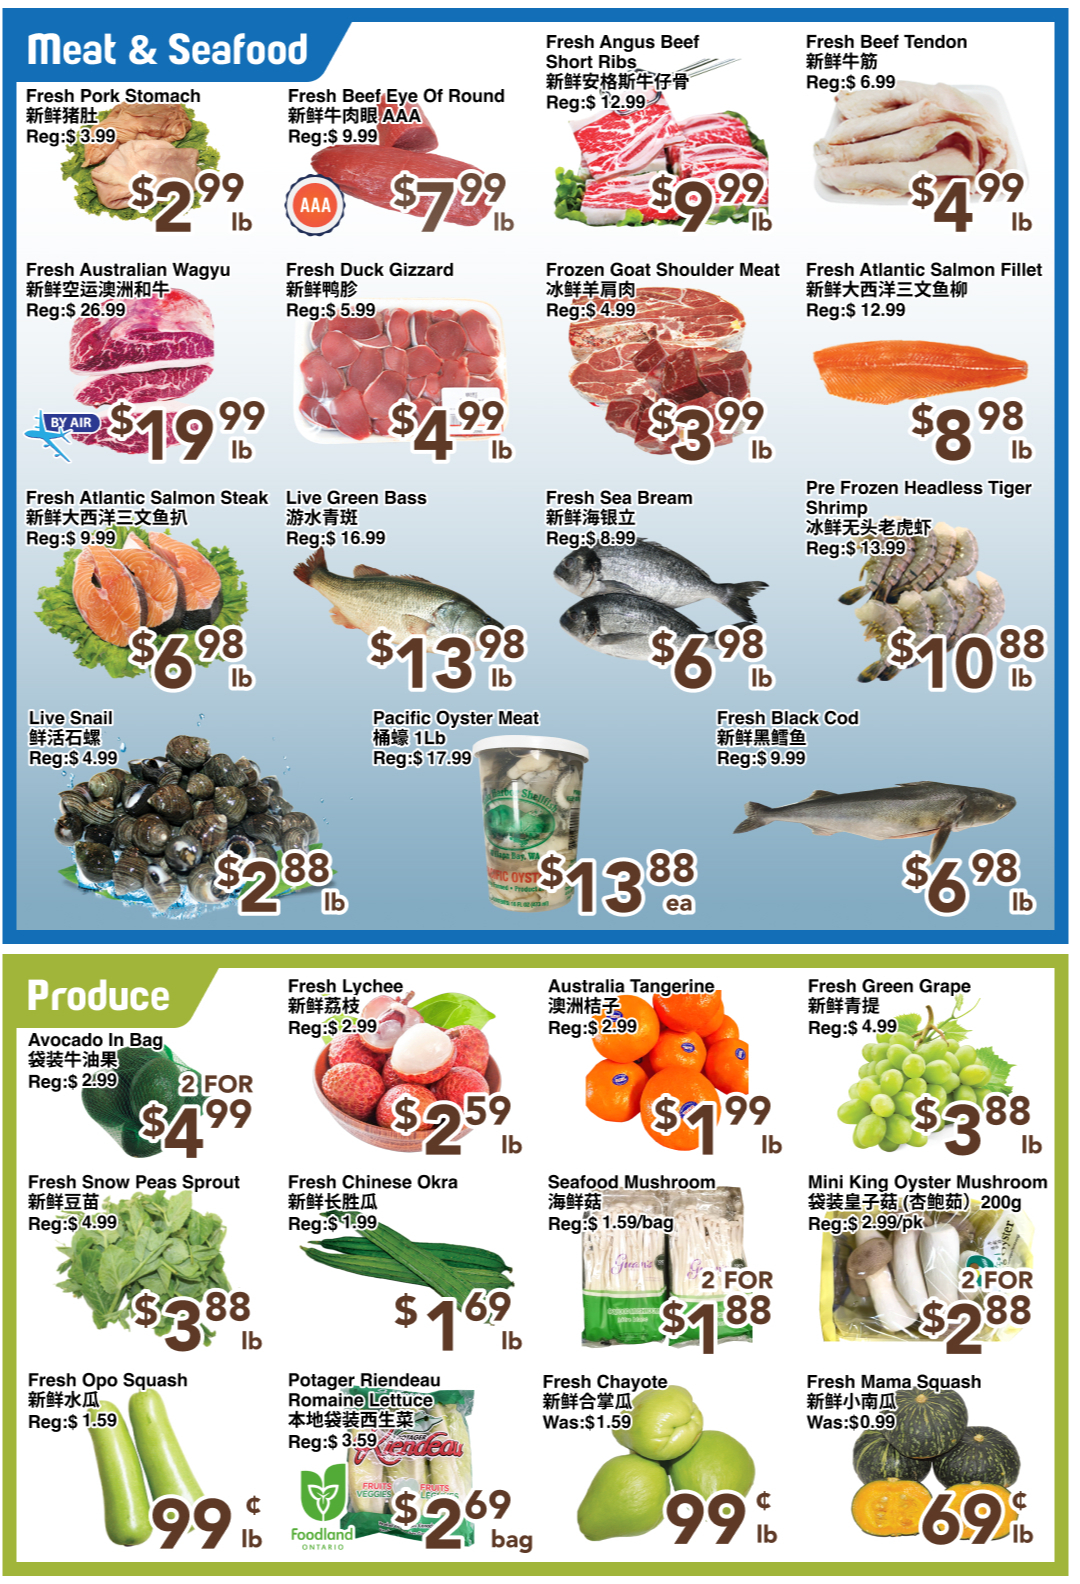 Meat & Seafood
Fresh Pork Stomach
新鲜猪肚
Reg:$ 3.99
$2.99
lb
Fresh Beef Eye Of Round
新鲜牛肉眼 AAA
Reg:$ 9.99
AAA
$7.99
lb
Fresh Angus Beef
Short Ribs
新鲜安格斯牛仔骨
Reg:$ 12.99
$9.99
lb
Fresh Beef Tendon
新鲜牛筋
Reg:$ 6.99
$4.99
lb
Fresh Australian Wagyu
新鲜空运澳洲和牛
Reg:$ 26.99
BY AIR
$19.99
lb
Fresh Duck Gizzard
新鲜鸭胗
Reg:$ 5.99
$4.99
lb
Frozen Goat Shoulder Meat
冰鲜羊肩肉
Reg:$ 4.99
$3.99
lb
Fresh Atlantic Salmon Fillet
新鲜大西洋三文鱼柳
Reg:$ 12.99
$8.98
lb
Fresh Atlantic Salmon Steak
新鲜大西洋三文鱼扒
Reg:$ 9.99
$6.98
lb
Live Green Bass
游水青斑
Reg:$ 16.99
$13.98
lb
Fresh Sea Bream
新鲜海银立
Reg:$ 8.99
$6.98
lb
Pre Frozen Headless Tiger
Shrimp
冰鲜无头老虎虾
Reg:$ 13.99
$10.88
lb
Live Snail
鲜活石螺
Reg:$ 4.99
$2.88
lb
Pacific Oyster Meat
桶蠔 1Lb
Reg:$ 17.99
$13.88
ea
Fresh Black Cod
新鲜黑鳕鱼
Reg:$ 9.99
$6.98
lb
Produce
Avocado In Bag
袋装牛油果
Reg:$ 2.99
2 FOR
$4.99
Fresh Lychee
新鲜荔枝
Reg:$ 2.99
$2.59
lb
Australia Tangerine
澳洲桔子
Reg:$ 2.99
$1.99
lb
Fresh Green Grape
新鲜青提
Reg:$ 4.99
$3.88
lb
Fresh Snow Peas Sprout
新鲜豆苗
Reg:$ 4.99
$3.88
lb
Fresh Chinese Okra
新鲜长胜瓜
Reg:$ 1.99
$1.69
lb
Seafood Mushroom
海鲜菇
Reg:$ 1.59/bag
2 FOR
$1.88
Mini King Oyster Mushroom
袋装皇子菇 (杏鲍茹）200g
Reg:$ 2.99/pk
2 FOR
$2.88
Fresh Opo Squash
新鲜水瓜
Reg:$ 1.59
99¢
lb
Potager Riendeau
Romaine Lettuce
本地袋装西生菜
Reg:$ 3.59
Riendeau
FRUITS
VEGGIES
FRUITS
Foodland
ONTARIO
$2.69
bag
Fresh Chayote
新鲜合掌瓜
Was:$1.59
99¢
lb
Fresh Mama Squash
新鲜小南瓜
Was:$0.99
69¢
lb